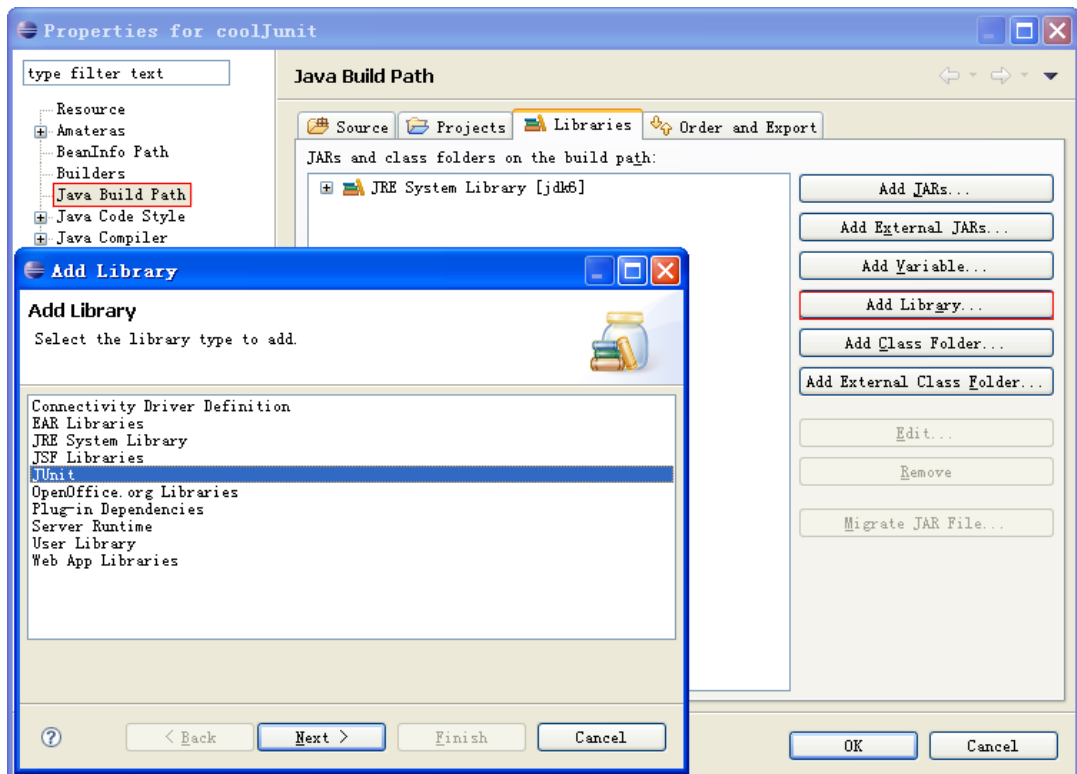 Properties for coolJunit
type filter text
Java Build Path
Resource
Amateras
BeanInfo Path
Builders
Java Build Path
Java Code Style
Java Compiler
Source
Projects
Libraries
Order and Export
JARs and class folders on the build path:
JRE System Library [jdk6]
Add JARs...
Add External JARs...
Add Variable...
Add Library...
Add Class Folder...
Add External Class Folder...
Edit...
Remove
Migrate JAR File...
Add Library
Add Library
Select the library type to add.
Connectivity Driver Definition
EAR Libraries
JRE System Library
JSF Libraries
JUnit
OpenOffice.org Libraries
Plug-in Dependencies
Server Runtime
User Library
Web App Libraries
?
< Back
Next >
Finish
Cancel
OK
Cancel